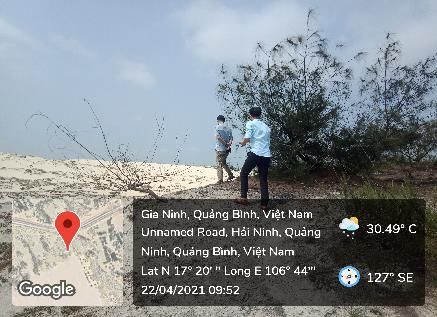 Gia Ninh, Quảng Bình, Việt Nam
Unnamed Road, Hải Ninh, Quảng
Ninh, Quảng Bình, Việt Nam
Lat N 17° 20' '' Long E 106° 44'''
22/04/2021 09:52
30.49° C
127° SE
Google